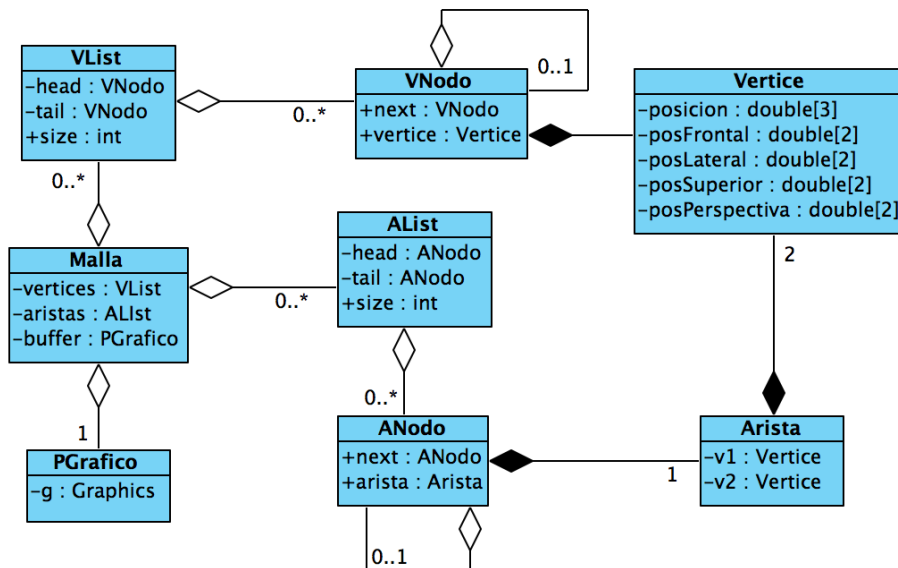 VList
-head : VNodo
-tail : VNodo
+size : int
0..*
VNodo
+next : VNodo
+vertice : Vertice
0..1
Vertice
-posicion : double[3]
-posFrontal : double[2]
-posLateral : double[2]
-posSuperior : double[2]
-posPerspectiva : double[2]
0..*
Malla
-vertices : VList
-aristas : ALIst
-buffer : PGrafico
0..*
AList
-head : ANodo
-tail : ANodo
+size : int
2
0..*
1
PGrafico
-g : Graphics
ANodo
+next : ANodo
+arista : Arista
1
Arista
-v1 : Vertice
-v2 : Vertice
0..1